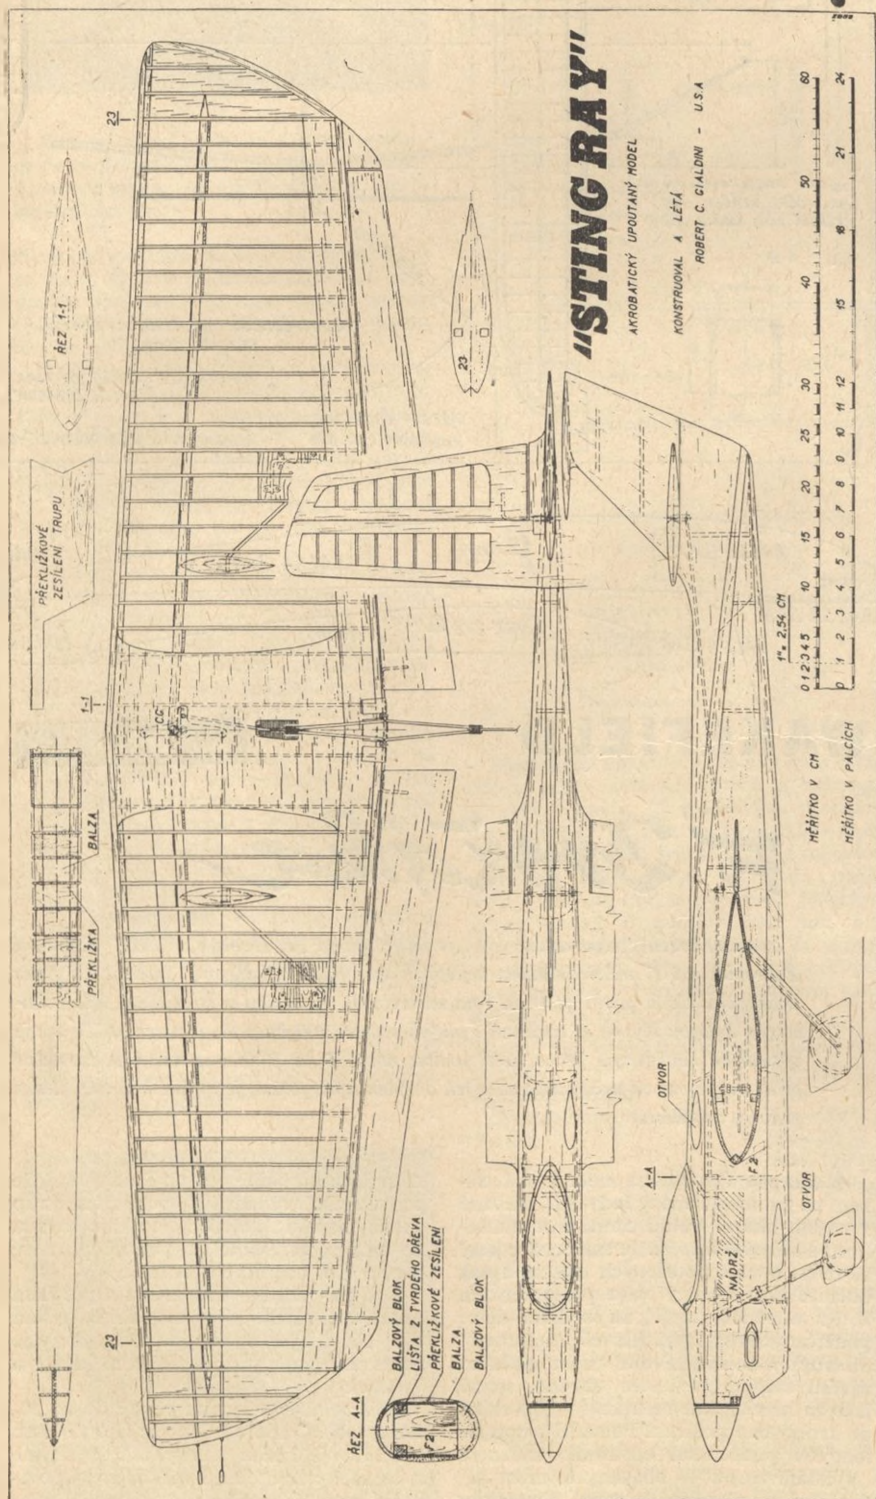 "STING RAY"
AKROBATICKÝ UPOUTANÝ MODEL
KONSTRUOVAL A LÉTÁ
ROBERT C. GIALDINI - U.S.A
PŘEKLIŽKA
BALZA
PŘEKLIŽKOVÉ
ZESÍLENÍ TRUPU
ŘEZ 1-1
23
1-1
23
CG
23
ŘEZ A-A
F2
BALZOVÝ BLOK
LIŠTA Z TVRDÉHO DŘEVA
PŘEKLIŽKOVÉ ZESÍLENÍ
BALZA
BALZOVÝ BLOK
A-A
OTVOR
NÁDRŽ
F2
OTVOR
1"= 2,54 CM
MĚŘÍTKO V CM
0 1 2 3 4 5 10 15 20 25 30 40 50 60
MĚŘÍTKO V PALCÍCH
0 1 2 3 4 5 6 7 8 9 10 11 12 15 18 21 24